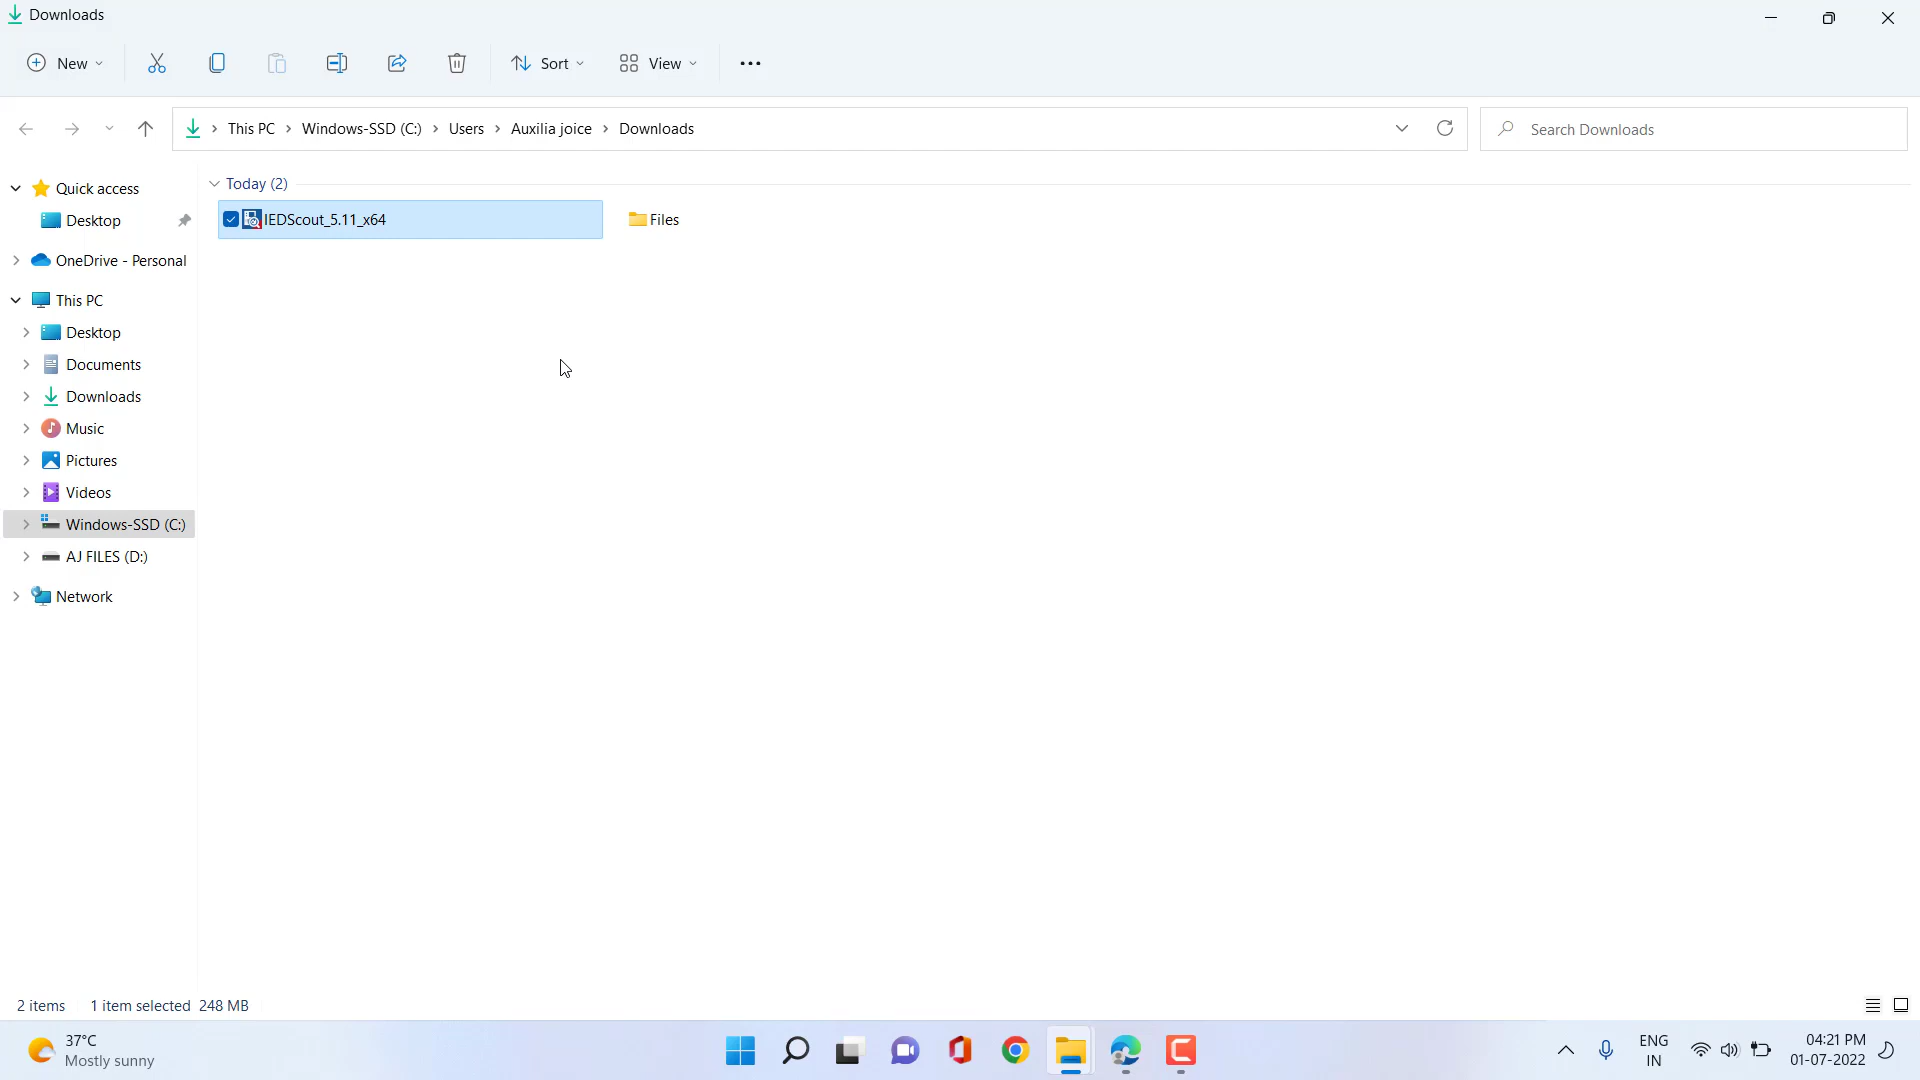 Downloads
New
Sort
View
This PC
Windows-SSD (C:)
Users
Auxilia joice
Downloads
Search Downloads
Quick access
Desktop
OneDrive - Personal
This PC
Desktop
Documents
Downloads
Music
Pictures
Videos
Windows-SSD (C:)
AJ FILES (D:)
Network
Today (2)
IEDScout_5.11_x64
Files
2 items
1 item selected 248 MB
37°C
Mostly sunny
ENG
IN
04:21 PM
01-07-2022